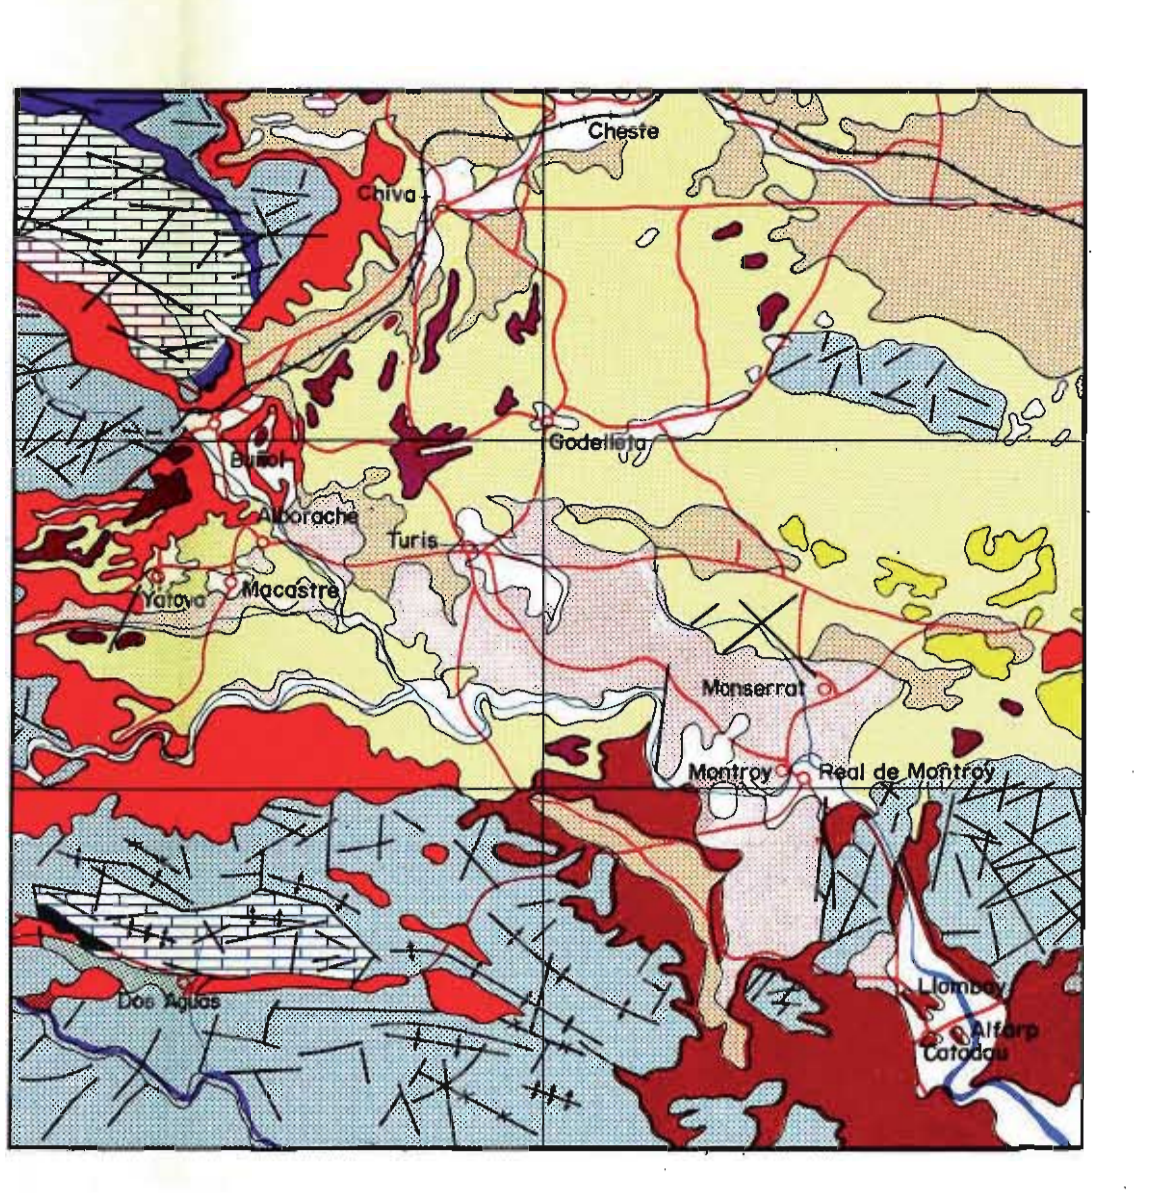 Cheste
Chiva
Godelleta
Buñol
Alborache
Turis
Yatova
Macastre
Monserrat
Montroy
Real de Montroy
Llombay
Dos Aguas
Alfarp
Catadau